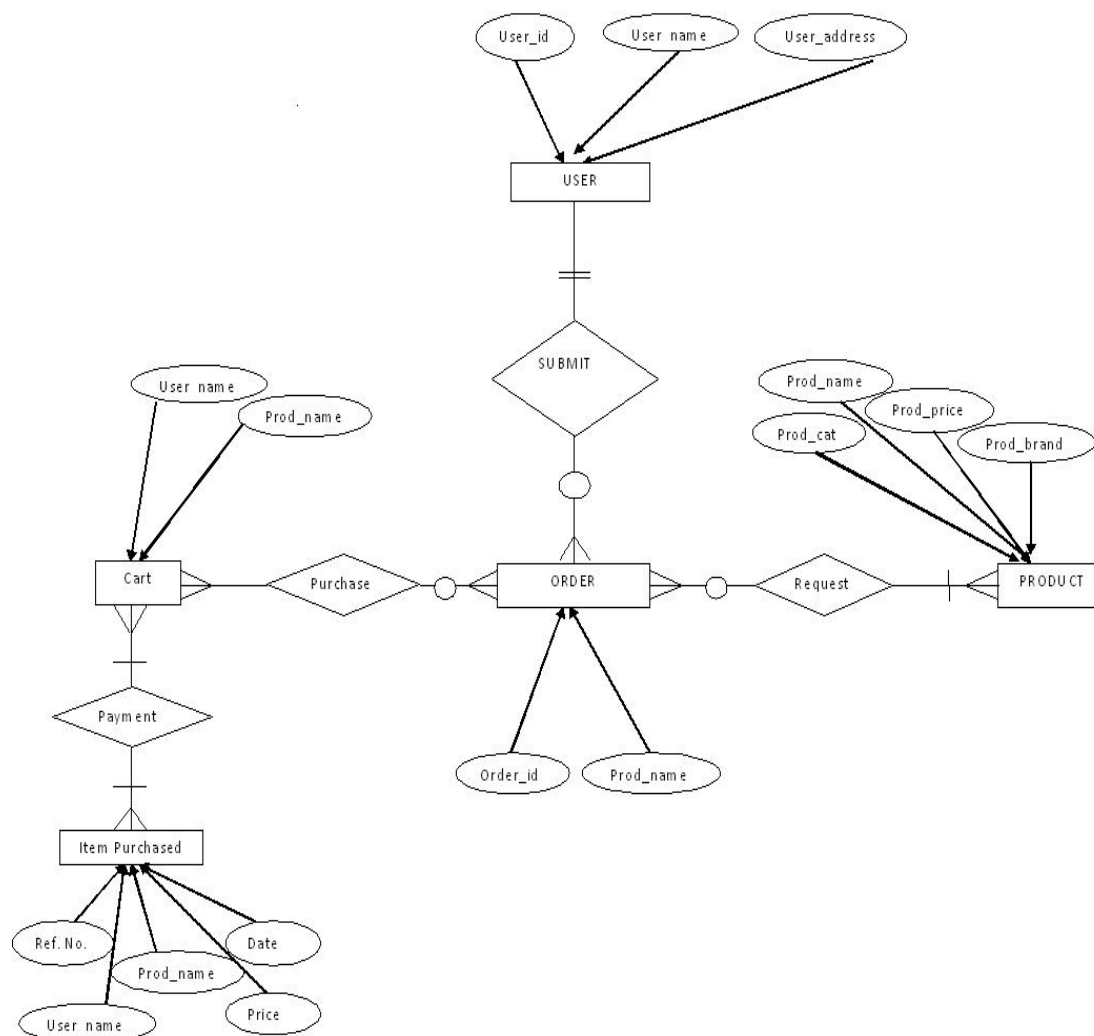 User_id
User name
User_address
USER
SUBMIT
User name
Prod_name
Prod_name
Prod_price
Prod_cat
Prod_brand
Cart
Purchase
ORDER
Request
PRODUCT
Payment
Order_id
Prod_name
Item Purchased
Ref.No.
Date
Prod_name
Price
User name